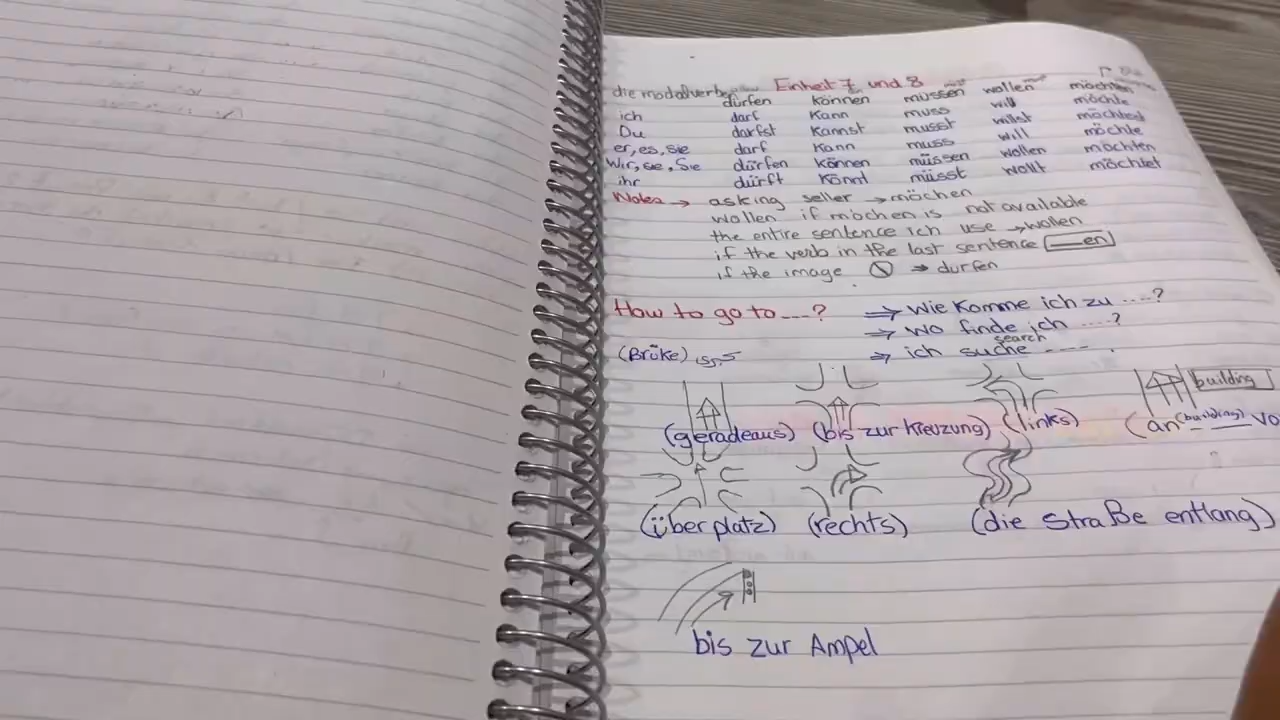 Einheit 7 und 8
die modalverben dürfen können müssen wollen möchten
ich darf kann muss will möchte
Du darfst kannst musst willst möchtest
er, es, sie darf kann muss will möchte
Wir, sie, Sie dürfen können müssen wollen möchten
ihr dürft könnt müsst wollt möchtet
Notes → asking seller → möchen
wollen if möchen is not available
the entire sentence ich use → wollen
if the verb in the last sentence __en
if the image → durfen
How to go to ....? ⇒ Wie komme ich zu ....?
⇒ wo finde ich ....?
search
(Brüke) ⇒ ich suche ---- .
building
(geradeaus) (bis zur Kreuzung) (links) (an (building) vo
(über platz) (rechts) (die Straße entlang)
bis zur Ampel